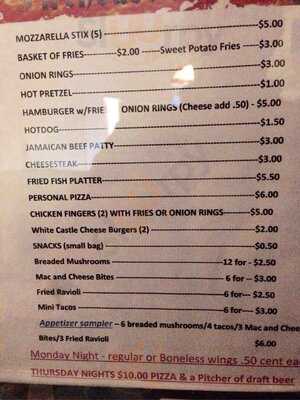 MOZZARELLA STIX (5) -----------------------------------$5.00
BASKET OF FRIES----------$2.00 ------Sweet Potato Fries -----$3.00
ONION RINGS--------------------------------------------$3.00
HOT PRETZEL--------------------------------------------$1.00
HAMBURGER w/FRIE ONION RINGS (Cheese add .50) - $5.00
HOTDOG-------------------------------------------------$1.50
JAMAICAN BEEF PATTY------------------------------------$3.00
CHEESESTEAK--------------------------------------------$3.00
FRIED FISH PLATTER-------------------------------------$5.50
PERSONAL PIZZA-----------------------------------------$6.00
CHICKEN FINGERS (2) WITH FRIES OR ONION RINGS--------$5.00
White Castle Cheese Burgers (2) -----------------------$2.00
SNACKS (small bag) ------------------------------------$0.50
Breaded Mushrooms -----------------------------12 for - $2.50
Mac and Cheese Bites --------------------------6 for -- $3.00
Fried Ravioli ---------------------------------6 for--- $2.50
Mini Tacos ------------------------------------6 for--- $3.00
Appetizer sampler – 6 breaded mushrooms/4 tacos/3 Mac and Chee
Bites/3 Fried Ravioli $6.00
Monday Night - regular or Boneless wings .50 cent ea
THURSDAY NIGHTS $10.00 PIZZA & a Pitcher of draft beer